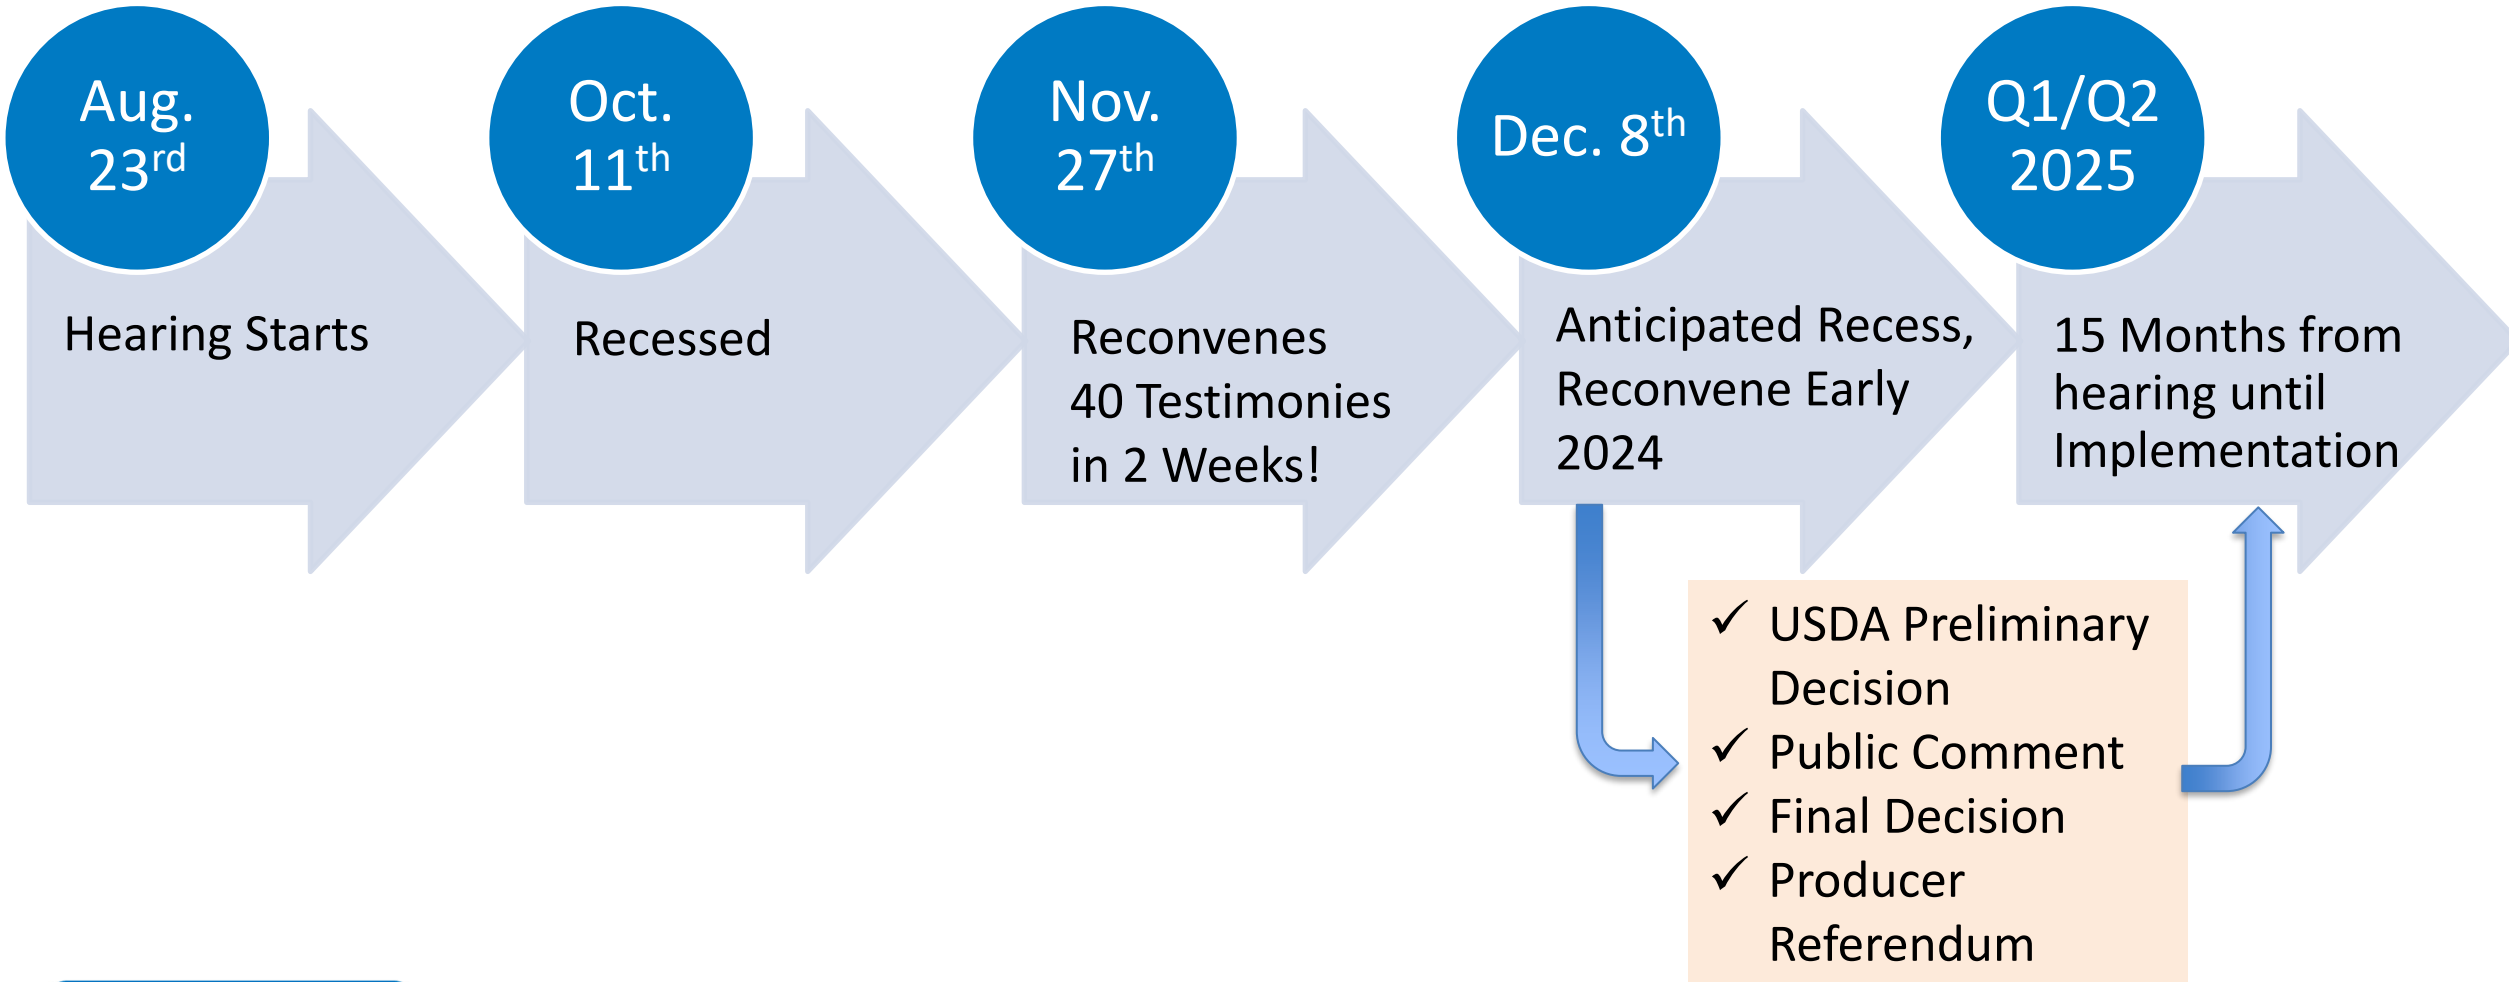 Aug.
23rd
Oct.
11th
Nov.
27th
Dec. 8th
Q1/Q2
2025
Hearing Starts
Recessed
Reconvenes
40 Testimonies
in 2 Weeks!
Anticipated Recess,
Reconvene Early
2024
15 Months from
hearing until
Implementation
✓ USDA Preliminary
Decision
✓ Public Comment
✓ Final Decision
✓ Producer
Referendum